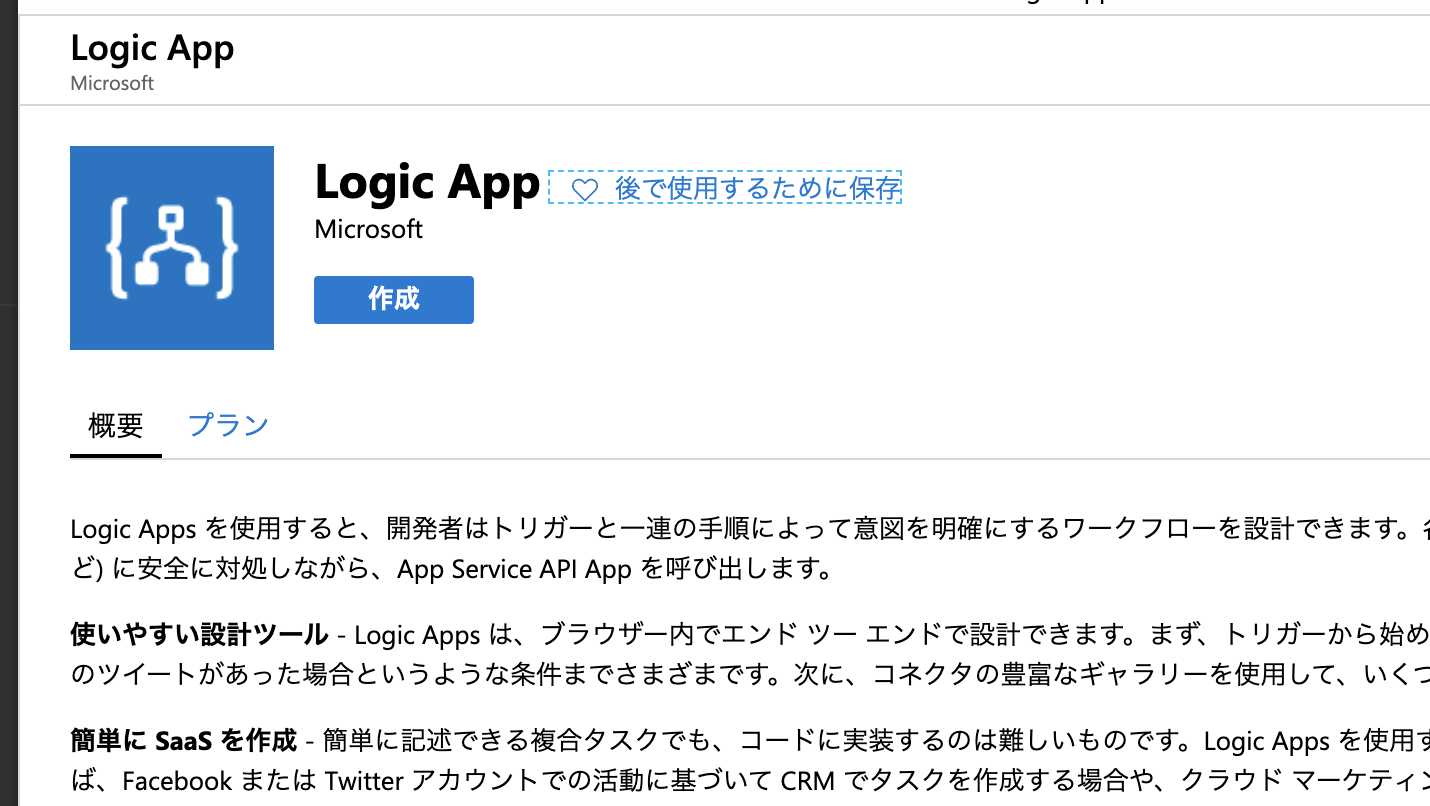 Logic App
Microsoft
Logic App
後で使用するために保存
Microsoft
作成
概要 プラン
Logic Apps を使用すると、開発者はトリガーと一連の手順によって意図を明確にするワークフローを設計できます。
ど) に安全に対処しながら、App Service API App を呼び出します。
使いやすい設計ツール - Logic Apps は、ブラウザー内でエンド ツー エンドで設計できます。まず、トリガーから始め
のツイートがあった場合というような条件までさまざまです。次に、コネクタの豊富なギャラリーを使用して、いくつ
簡単に SaaS を作成 - 簡単に記述できる複合タスクでも、コードに実装するのは難しいものです。Logic Apps を使用す
ば、Facebook または Twitter アカウントでの活動に基づいて CRM でタスクを作成する場合や、クラウド マーケティン